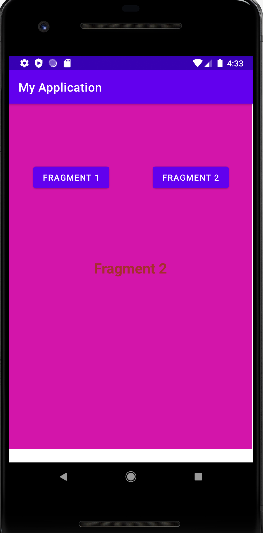 4:33
My Application
FRAGMENT 1 FRAGMENT 2
Fragment 2